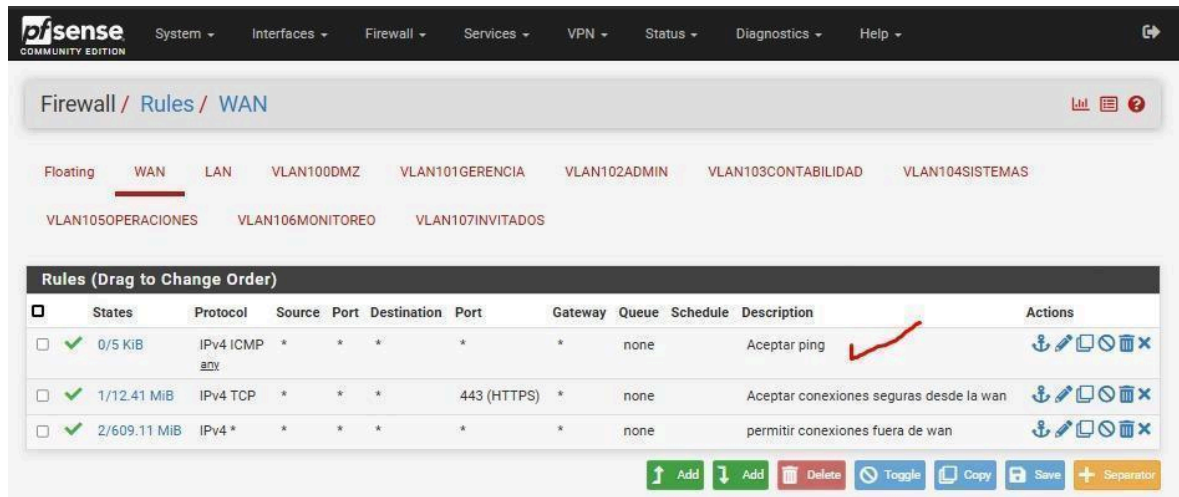 pfsense System Interfaces Firewall Services VPN Status Diagnostics Help
COMMUNITY EDITION
Firewall / Rules / WAN
Floating WAN LAN VLAN100DMZ VLAN101GERENCIA VLAN102ADMIN VLAN103CONTABILIDAD VLAN104SISTEMAS
VLAN105OPERACIONES VLAN106MONITOREO VLAN107INVITADOS
Rules (Drag to Change Order)
States Protocol Source Port Destination Port Gateway Queue Schedule Description Actions
0/5 KiB IPv4 ICMP * * * * * none Aceptar ping
any
1/12.41 MiB IPv4 TCP * * * 443 (HTTPS) * none Aceptar conexiones seguras desde la wan
2/609.11 MiB IPv4 * * * * * * none permitir conexiones fuera de wan
Add Add Delete Toggle Copy Save Separator